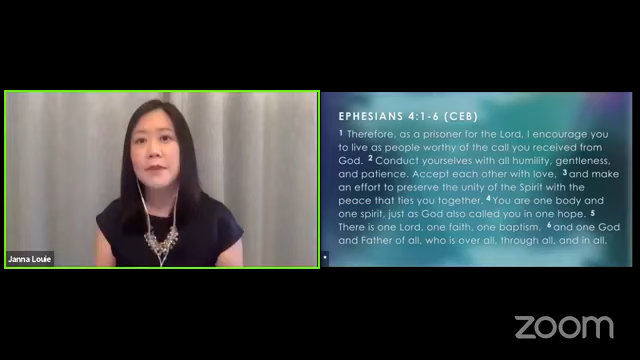 EPHESIANS 4:1-6 (CEB)
1 Therefore, as a prisoner for the Lord, I encourage you
to live as people worthy of the call you received from
God. 2 Conduct yourselves with all humility, gentleness,
and patience. Accept each other with love, 3 and make
an effort to preserve the unity of the Spirit with the
peace that ties you together. 4 You are one body and
one spirit, just as God also called you in one hope. 5
There is one Lord, one faith, one baptism, 6 and one God
and Father of all, who is over all, through all, and in all.
Janna Louie
zoom